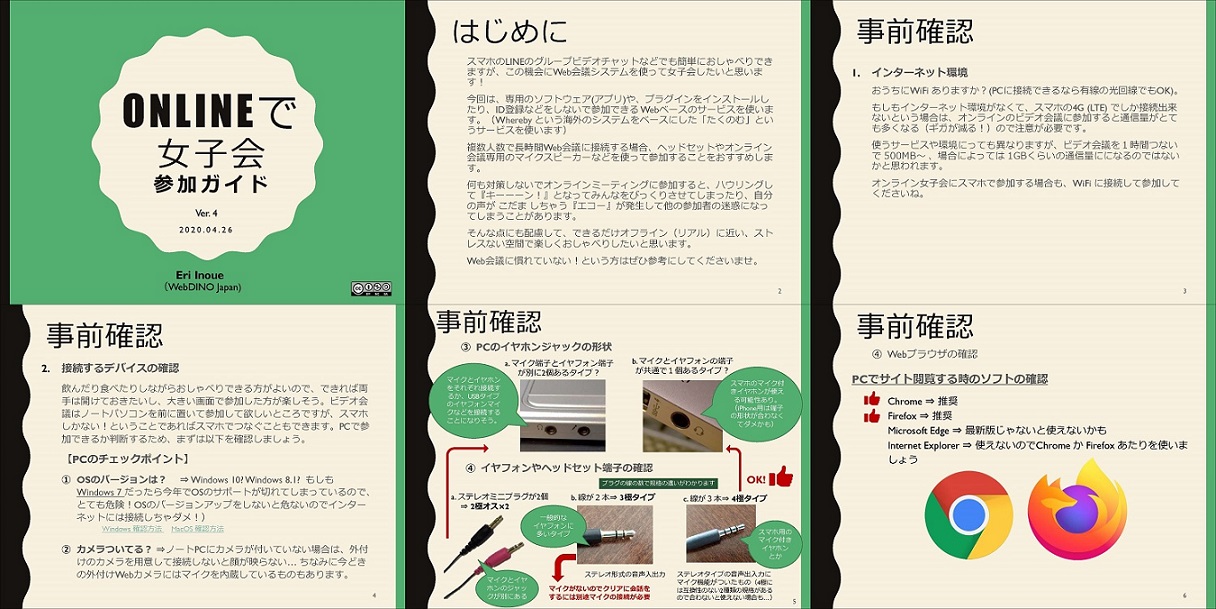 ONLINEで
女子会
参加ガイド
Ver. 4
2020.04.26
Eri Inoue
（WebDINO Japan)
はじめに
スマホのLINEのグループビデオチャットなどでも簡単におしゃべりでき
ますが、この機会にWeb会議システムを使って女子会したいと思いま
す！
今回は、専用のソフトウェア(アプリ)や、プラグインをインストールし
たり、ID登録などをしないで参加できる Webベースのサービスを使いま
す。（Whereby という海外のシステムをベースにした「たくのむ」とい
うサービスを使います）
複数人数で長時間Web会議に接続する場合、ヘッドセットやオンライン
会議専用のマイクスピーカーなどを使って参加することをおすすめしま
す。
何も対策しないでオンラインミーティングに参加すると、ハウリングし
て『キーーーン！』となってみんなをびっくりさせてしまったり、自分
の声が こだま しちゃう『エコー』が発生して他の参加者の迷惑になっ
てしまうことがあります。
そんな点にも配慮して、できるだけオフライン（リアル）に近い、スト
レスない空間で楽しくおしゃべりしたいと思います。
Web会議に慣れていない！という方はぜひ参考にしてくださいませ。
2
事前確認
1. インターネット環境
おうちにWiFi ありますか？(PCに接続できるなら有線の光回線でもOK)。
もしもインターネット環境がなくて、スマホの4G (LTE) でしか接続出来
ないという場合は、オンラインのビデオ会議に参加すると通信量がとて
も多くなる（ギガが減る！）ので注意が必要です。
使うサービスや環境にっても異なりますが、ビデオ会議を１時間つない
で 500MB～ 、場合によっては 1GBくらいの通信量にになるのではない
かと思われます。
オンライン女子会にスマホで参加する場合も、WiFi に接続して参加して
くださいね。
3
事前確認
2. 接続するデバイスの確認
飲んだり食べたりしながらおしゃべりできる方がよいので、できれば両
手は開けておきたいし、大きい画面で参加した方が楽しそう。ビデオ会
議はノートパソコンを前に置いて参加して欲しいところですが、スマホ
しかない！ということであればスマホでつなぐこともできます。PCで参
加できるか判断するため、まずは以下を確認しましょう。
【PCのチェックポイント】
① OSのバージョンは？ ⇒ Windows 10? Windows 8.1? もしも
Windows 7 だったら今年でOSのサポートが切れてしまっているので、
とても危険！OSのバージョンアップをしないと危ないのでインター
ネットには接続しちゃダメ！）
Windows 確認方法 MacOS 確認方法
② カメラついてる？ ⇒ノートPCにカメラが付いていない場合は、外付
けのカメラを用意して接続しないと顔が映らない… ちなみに今どき
の外付けWebカメラにはマイクを内蔵しているものもあります。
4
事前確認
③ PCのイヤホンジャックの形状
a. マイク端子とイヤフォン端子
が別に2個あるタイプ？
b.マイクとイヤフォンの端子
が共通で１個あるタイプ？
マイクとイヤホン
をそれぞれ接続す
るか、USBタイプ
のイヤフォンマイ
クなどを接続する
ことになりそう。
スマホのマイク付
きイヤホンが使え
る可能性あり。
（iPhone用は端子
の形状が合わなく
てダメかも）
④ イヤフォンやヘッドセット端子の確認
OK!
プラグの線の数で規格の違いがわかります
a. ステレオミニプラグが2個
⇒ 2極オス×2
b. 線が 2 本⇒ 3極タイプ
c. 線が 3 本⇒ 4極タイプ
一般的な
イヤフォンに
多いタイプ
スマホ用の
マイク付き
イヤホン
とか
マイクとイヤ
ホンのジャッ
クが別にある
ステレオ形式の音声入出力
マイクがないのでクリアに会話を
するには別途マイクの接続が必要
ステレオタイプの音声出入力に
マイク機能がついたもの（4極に
は互換性のない2種類の規格がある
ので合わないと使えない場合も…）
5
事前確認
④ Webブラウザの確認
PCでサイト閲覧する時のソフトの確認
Chrome ⇒ 推奨
Firefox ⇒ 推奨
Microsoft Edge ⇒ 最新版じゃないと使えないかも
Internet Explorer ⇒ 使えないのでChrome か Firefox あたりを使いま
しょう
6